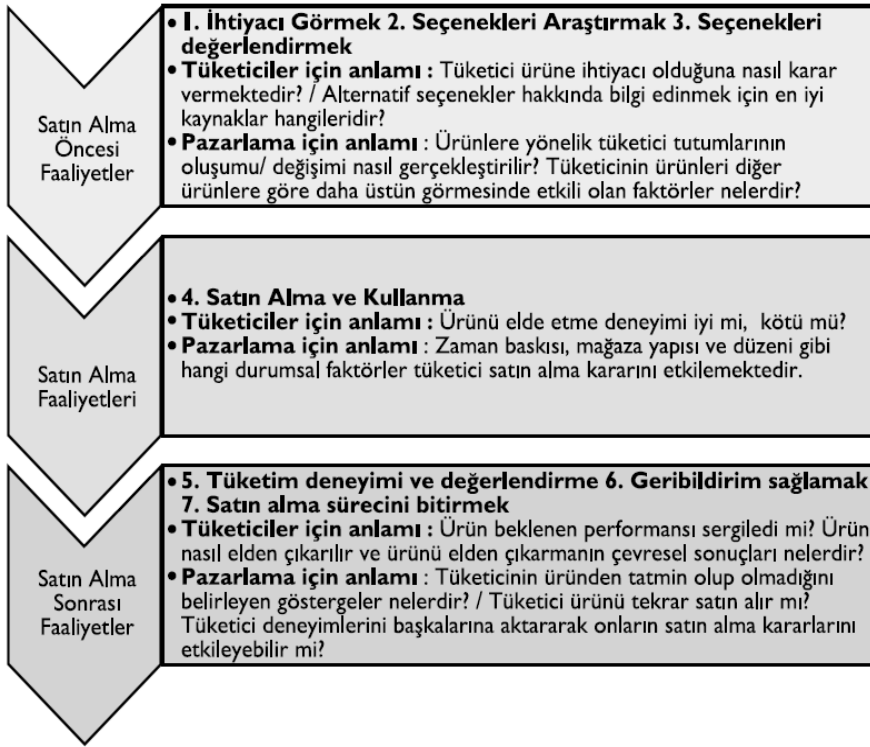 • 1. İhtiyacı Görmek 2. Seçenekleri Araştırmak 3. Seçenekleri
değerlendirmek
• Tüketiciler için anlamı : Tüketici ürüne ihtiyacı olduğuna nasıl karar
vermektedir? / Alternatif seçenekler hakkında bilgi edinmek için en iyi
kaynaklar hangileridir?
• Pazarlama için anlamı : Ürünlere yönelik tüketici tutumlarının
oluşumu/ değişimi nasıl gerçekleştirilir? Tüketicinin ürünleri diğer
ürünlere göre daha üstün görmesinde etkili olan faktörler nelerdir?
Satın Alma
Öncesi
Faaliyetler
• 4. Satın Alma ve Kullanma
• Tüketiciler için anlamı : Ürünü elde etme deneyimi iyi mi, kötü mü?
• Pazarlama için anlamı : Zaman baskısı, mağaza yapısı ve düzeni gibi
hangi durumsal faktörler tüketici satın alma kararını etkilemektedir.
Satın Alma
Faaliyetleri
• 5. Tüketim deneyimi ve değerlendirme 6. Geribildirim sağlamak
7. Satın alma sürecini bitirmek
• Tüketiciler için anlamı : Ürün beklenen performansı sergiledi mi? Ürün
nasıl elden çıkarılır ve ürünü elden çıkarmanın çevresel sonuçları nelerdir?
• Pazarlama için anlamı : Tüketicinin üründen tatmin olup olmadığını
belirleyen göstergeler nelerdir? / Tüketici ürünü tekrar satın alır mı?
Tüketici deneyimlerini başkalarına aktararak onların satın alma kararlarını
etkileyebilir mi?
Satın Alma
Sonrası
Faaliyetler